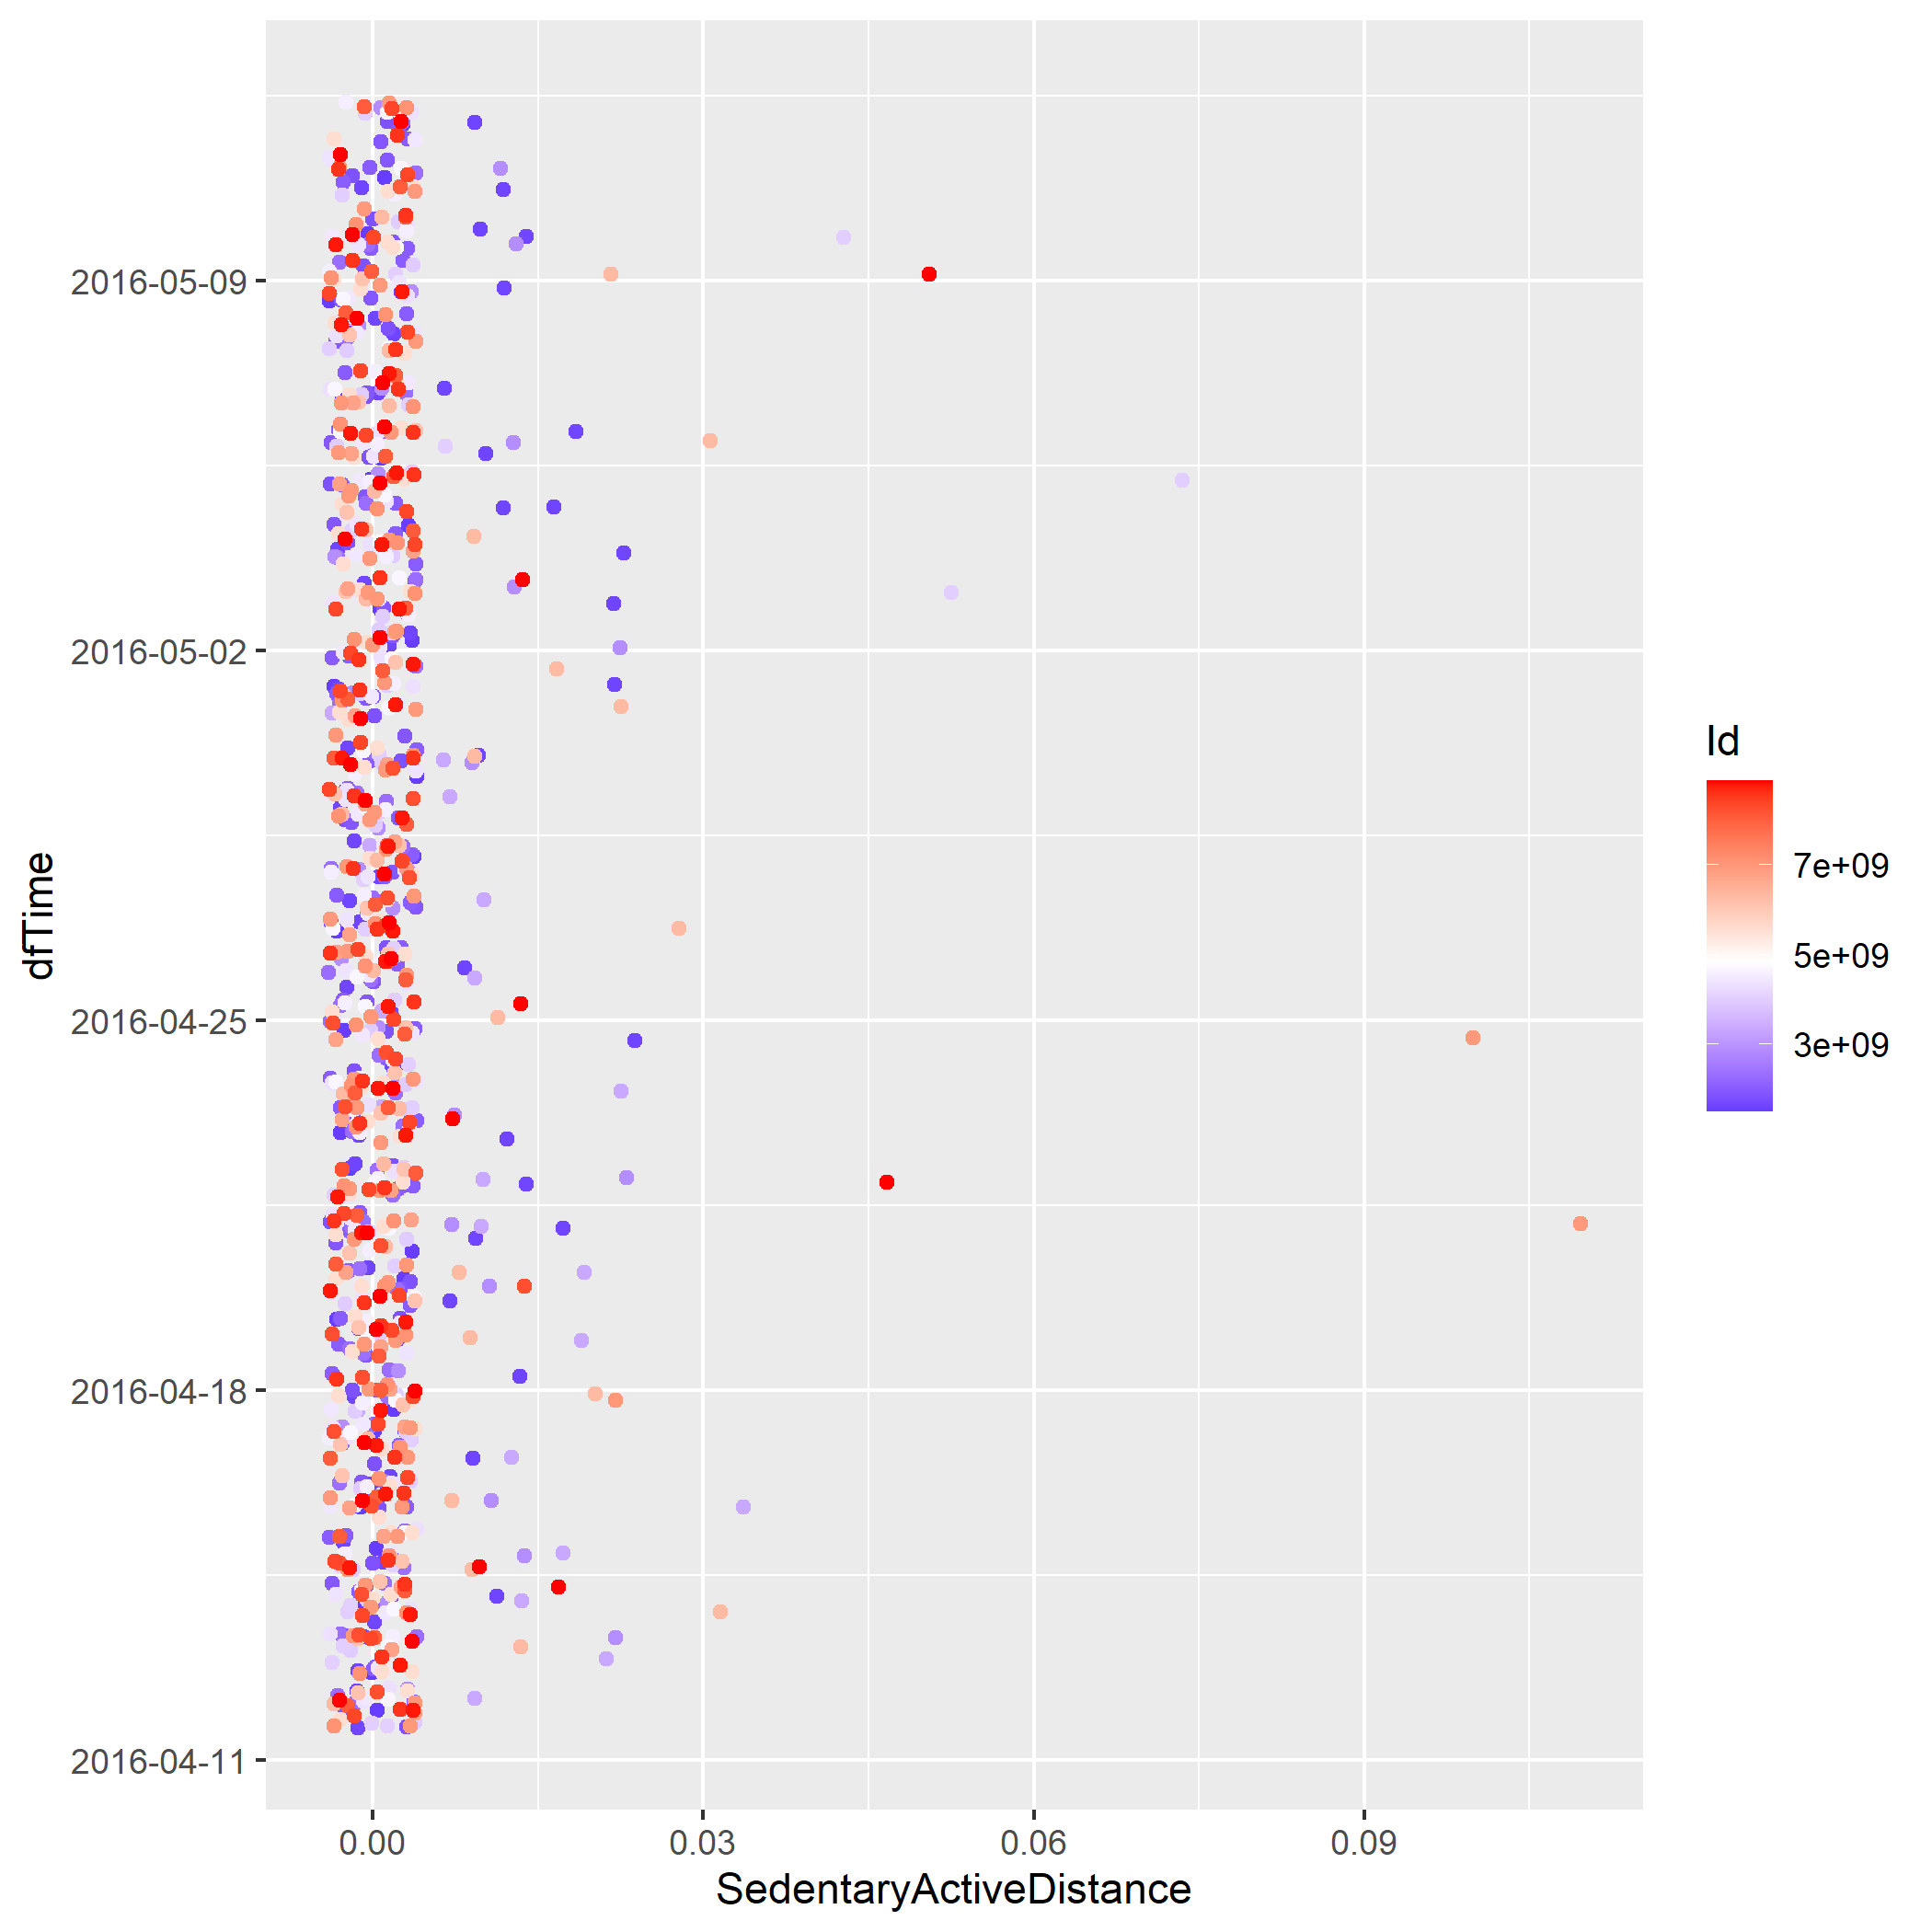 2016-05-09
2016-05-02
2016-04-25
2016-04-18
2016-04-11
dfTime
0.00 0.03 0.06 0.09
SedentaryActiveDistance
Id
7e+09
5e+09
3e+09